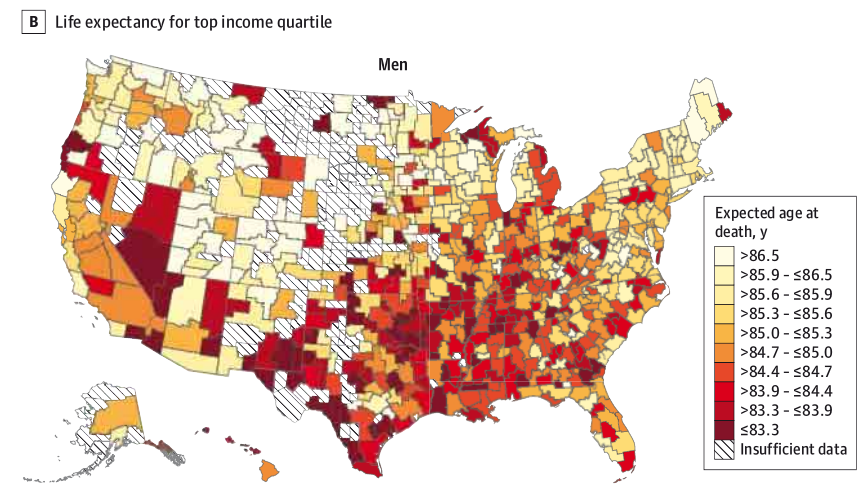 B Life expectancy for top income quartile
Men
Expected age at
death, y
>86.5
>85.9 – ≤86.5
>85.6 – ≤85.9
>85.3 – ≤85.6
>85.0 – ≤85.3
>84.7 – ≤85.0
>84.4 – ≤84.7
>83.9 – ≤84.4
>83.3 – ≤83.9
≤83.3
Insufficient data